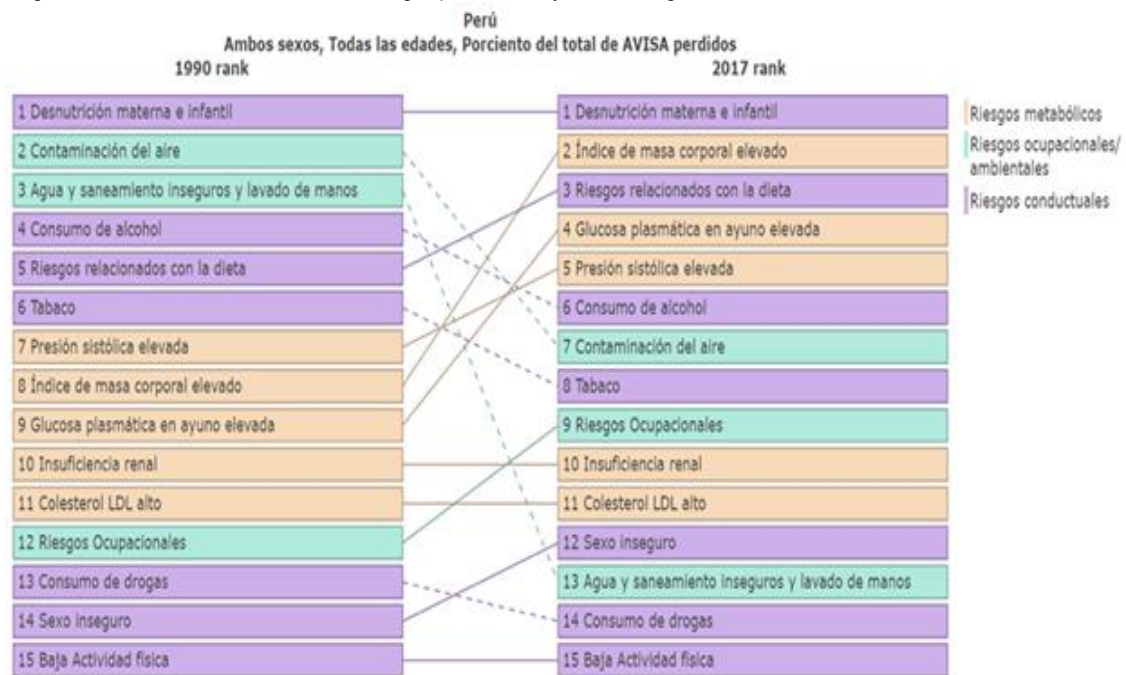 Perú
Ambos sexos, Todas las edades, Porciento del total de AVISA perdidos
1990 rank
2017 rank
1 Desnutrición materna e infantil
2 Contaminación del aire
3 Agua y saneamiento inseguros y lavado de manos
4 Consumo de alcohol
5 Riesgos relacionados con la dieta
6 Tabaco
7 Presión sistólica elevada
8 Índice de masa corporal elevado
9 Glucosa plasmática en ayuno elevada
10 Insuficiencia renal
11 Colesterol LDL alto
12 Riesgos Ocupacionales
13 Consumo de drogas
14 Sexo inseguro
15 Baja Actividad física
1 Desnutrición materna e infantil
2 Índice de masa corporal elevado
3 Riesgos relacionados con la dieta
4 Glucosa plasmática en ayuno elevada
5 Presión sistólica elevada
6 Consumo de alcohol
7 Contaminación del aire
8 Tabaco
9 Riesgos Ocupacionales
10 Insuficiencia renal
11 Colesterol LDL alto
12 Sexo inseguro
13 Agua y saneamiento inseguros y lavado de manos
14 Consumo de drogas
15 Baja Actividad física
Riesgos metabólicos
Riesgos ocupacionales/
ambientales
Riesgos conductuales